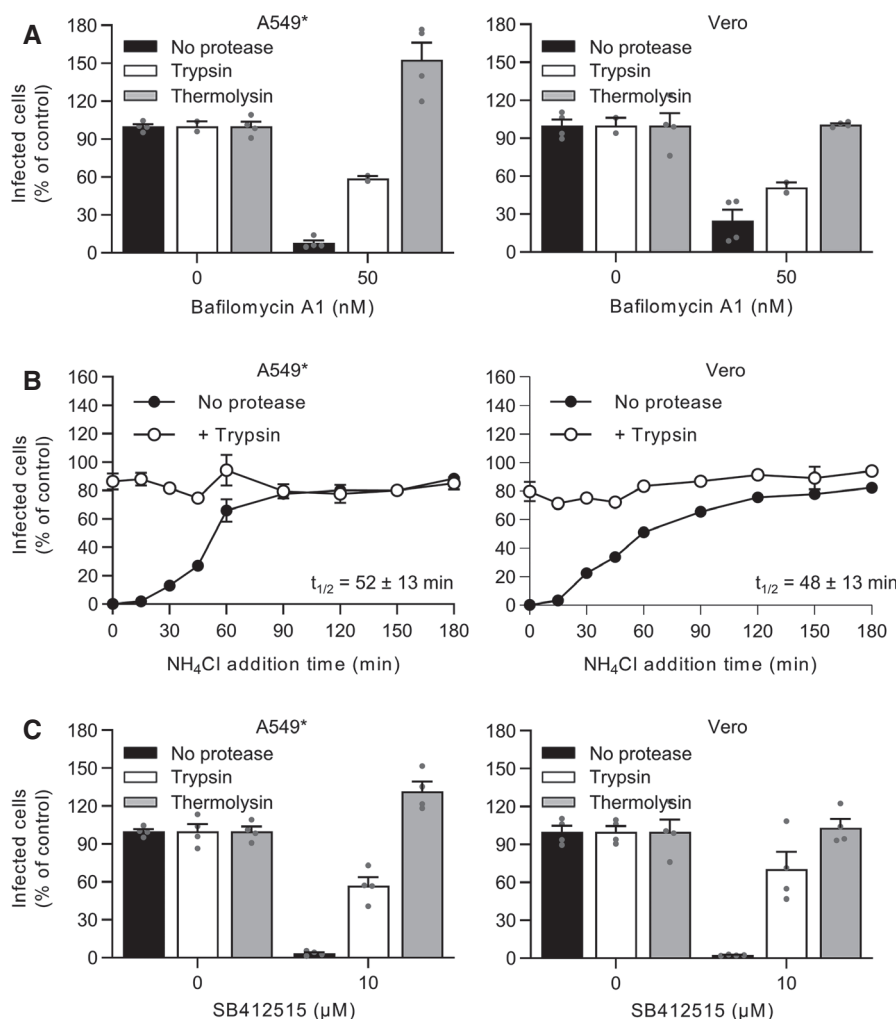 A
A549*
Vero
Infected cells
(% of control)
180
150
120
90
60
30
0
No protease
Trypsin
Thermolysin
0
50
Bafilomycin A1 (nM)
180
150
120
90
60
30
0
No protease
Trypsin
Thermolysin
0
50
Bafilomycin A1 (nM)
B
A549*
Vero
Infected cells
(% of control)
160
140
120
100
80
60
40
20
0
No protease
+ Trypsin
t1/2 = 52 ± 13 min
0 30 60 90 120 150 180
NH4Cl addition time (min)
160
140
120
100
80
60
40
20
0
No protease
+ Trypsin
t1/2 = 48 ± 13 min
0 30 60 90 120 150 180
NH4Cl addition time (min)
C
A549*
Vero
Infected cells
(% of control)
180
150
120
90
60
30
0
No protease
Trypsin
Thermolysin
0
10
SB412515 (µM)
180
150
120
90
60
30
0
No protease
Trypsin
Thermolysin
0
10
SB412515 (µM)